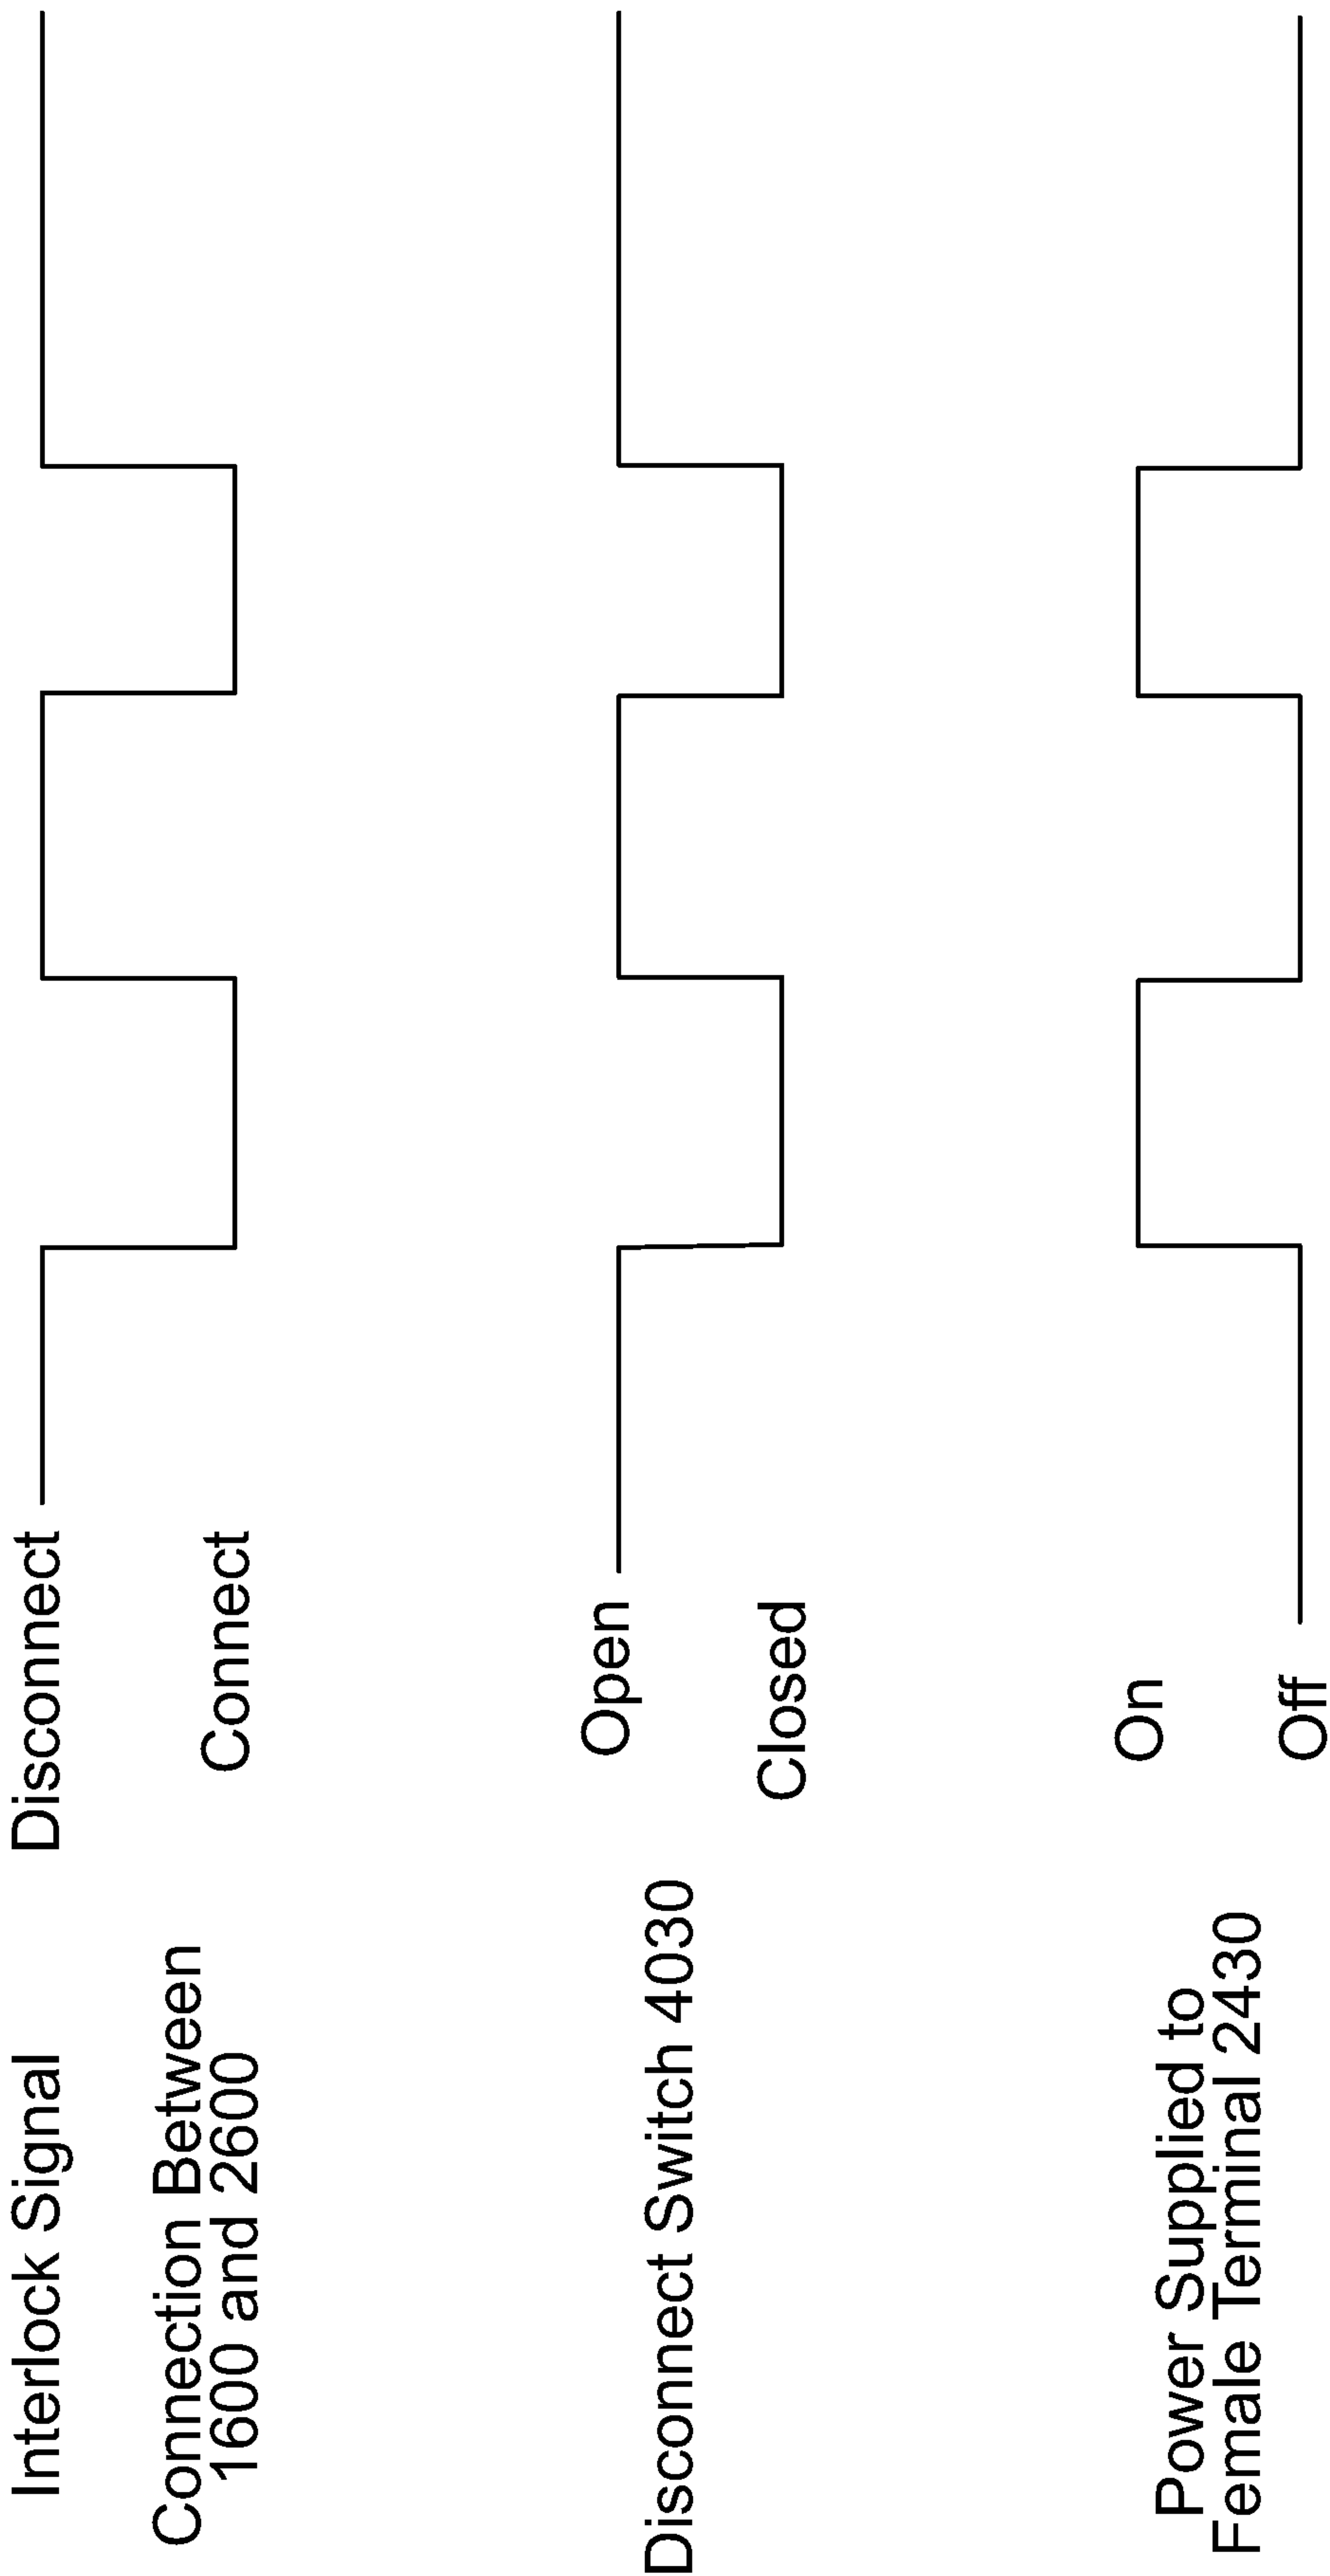 Interlock Signal
Disconnect
Connection Between
1600 and 2600
Connect
Disconnect Switch 4030
Open
Closed
Power Supplied to
Female Terminal 2430
On
Off